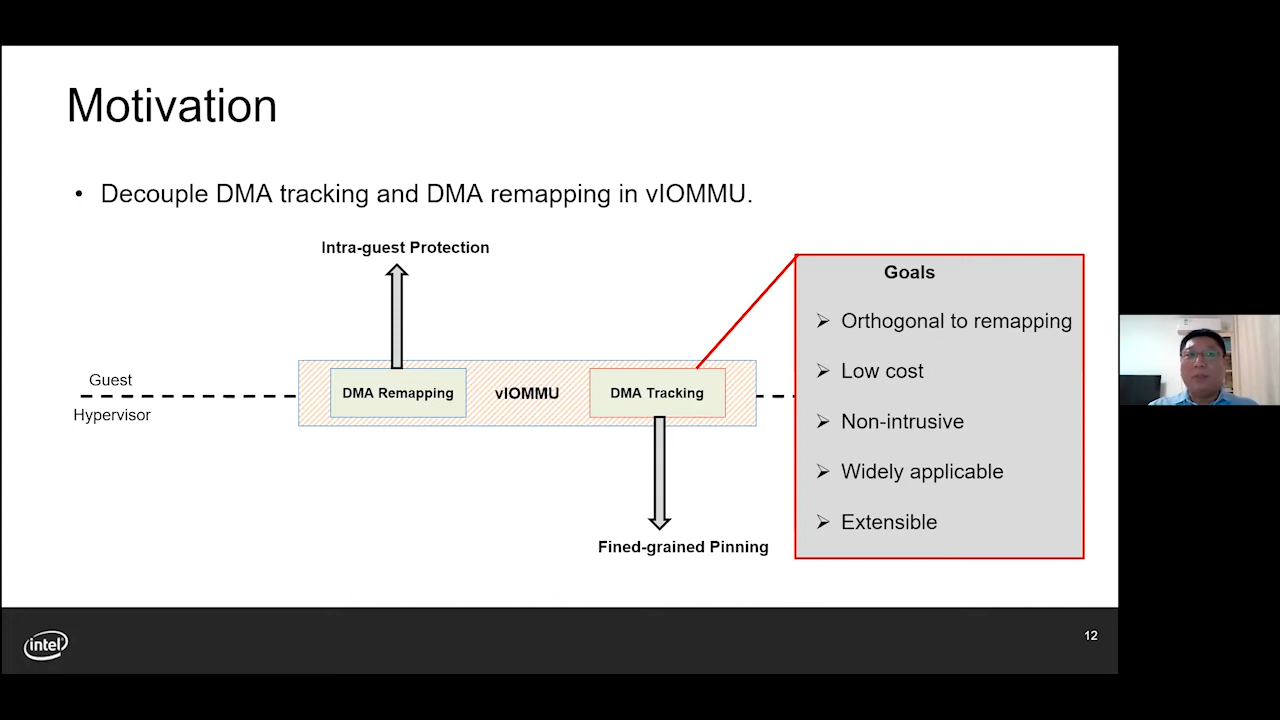 Motivation
• Decouple DMA tracking and DMA remapping in vIOMMU.
Intra-guest Protection
Guest
Hypervisor
DMA Remapping
vIOMMU
DMA Tracking
Fined-grained Pinning
Goals
➢ Orthogonal to remapping
➢ Low cost
➢ Non-intrusive
➢ Widely applicable
➢ Extensible
intel
12